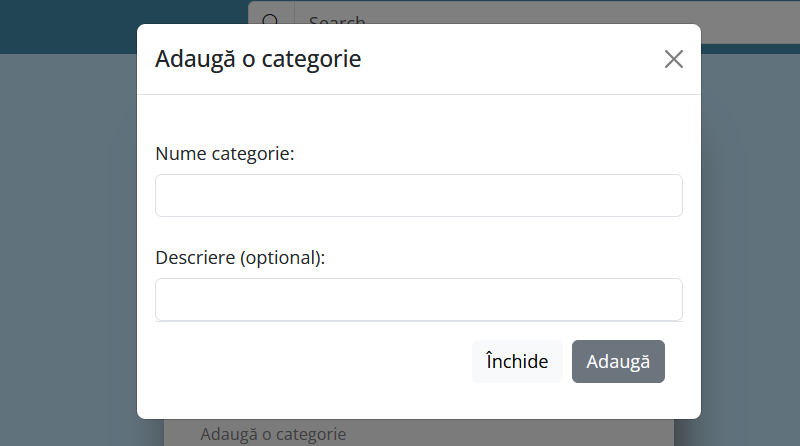 Search
Adaugă o categorie
Nume categorie:
Descriere (optional):
Închide
Adaugă
Adaugă o categorie